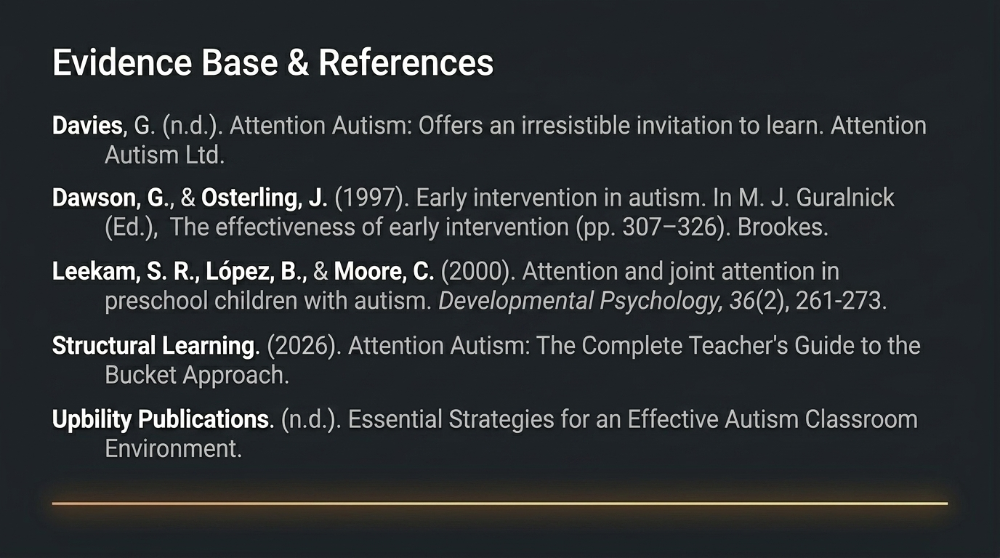 Evidence Base & References
Davies, G. (n.d.). Attention Autism: Offers an irresistible invitation to learn. Attention
Autism Ltd.
Dawson, G., & Osterling, J. (1997). Early intervention in autism. In M. J. Guralnick
(Ed.),  The effectiveness of early intervention (pp. 307–326). Brookes.
Leekam, S. R., López, B., & Moore, C. (2000). Attention and joint attention in
preschool children with autism. Developmental Psychology, 36(2), 261-273.
Structural Learning. (2026). Attention Autism: The Complete Teacher's Guide to the
Bucket Approach.
Upbility Publications. (n.d.). Essential Strategies for an Effective Autism Classroom
Environment.